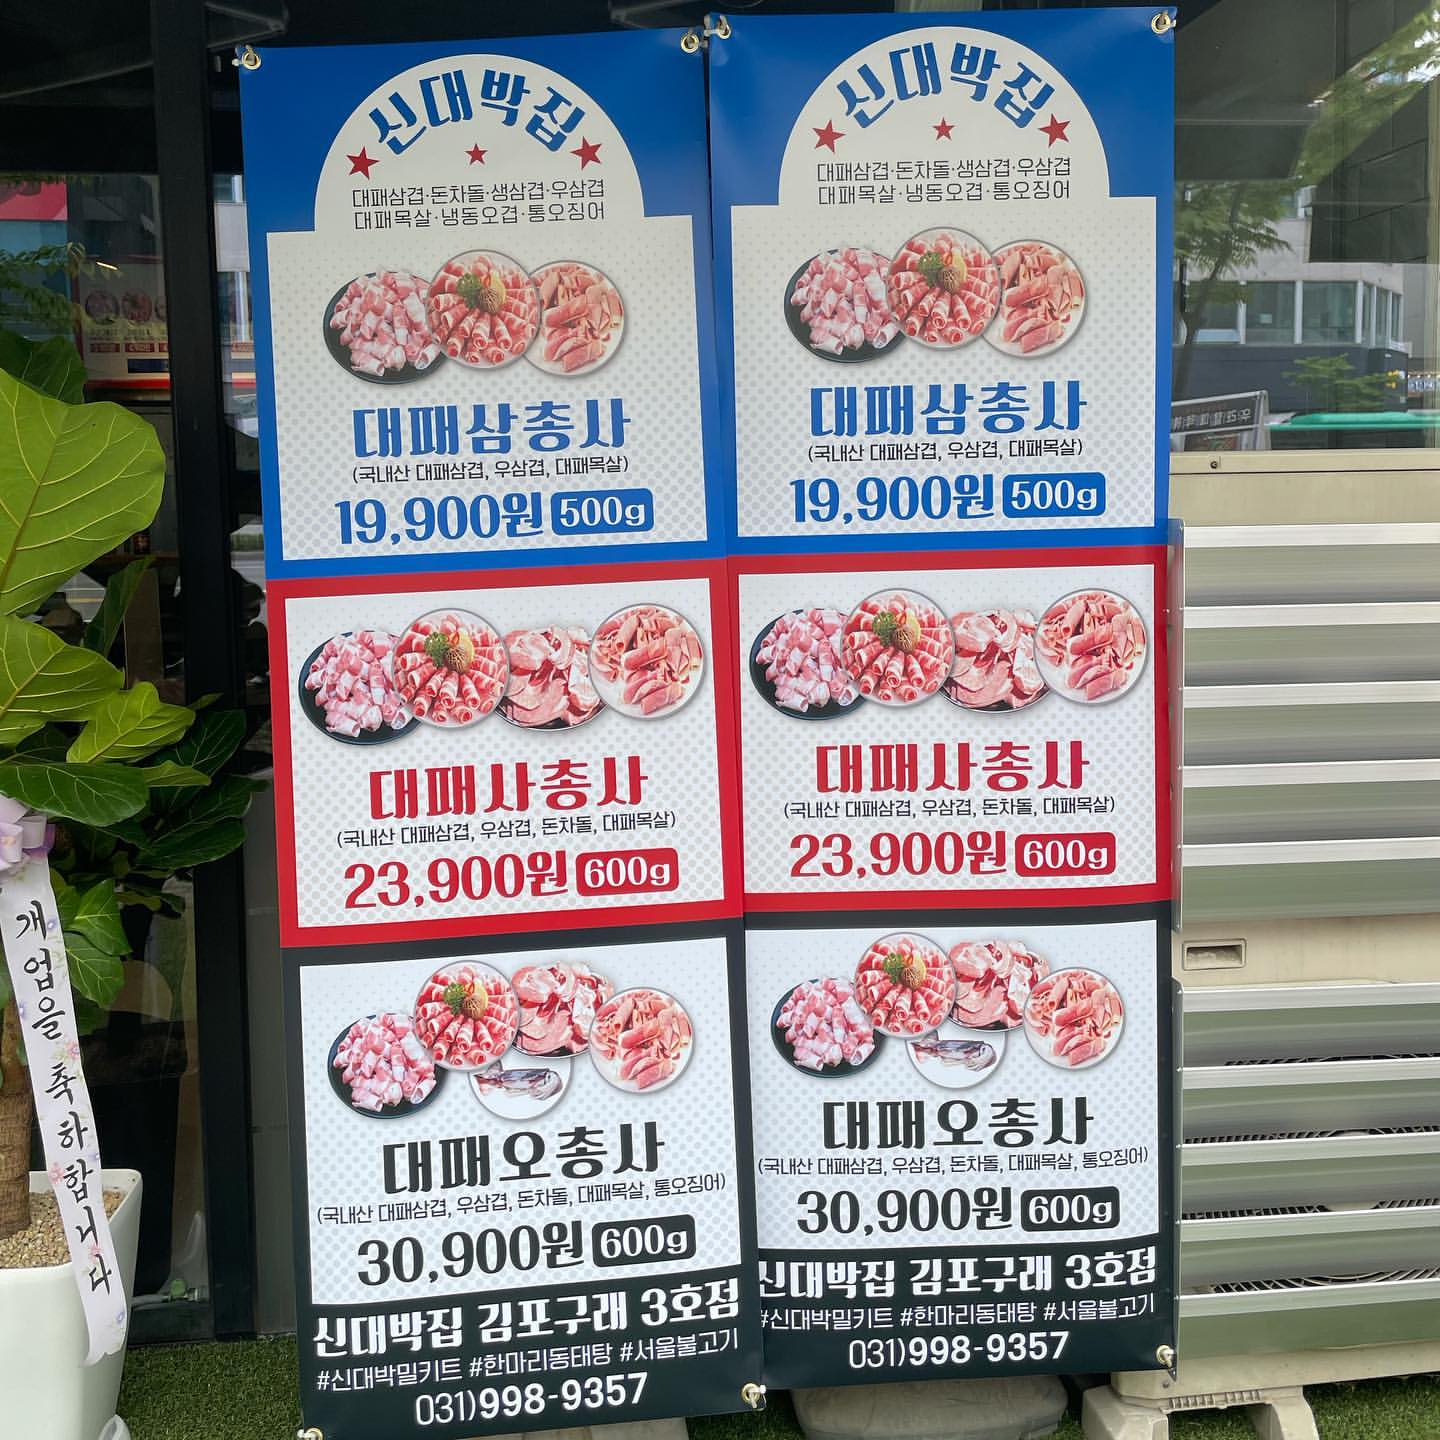 신대박집
대패삼겹·돈차돌·생삼겹·우삼겹
대패목살·냉동오겹·통오징어
대패삼총사
(국내산 대패삼겹, 우삼겹, 대패목살)
19,900원 500g
대패사총사
(국내산 대패삼겹, 우삼겹, 돈차돌, 대패목살)
23,900원 600g
대패오총사
(국내산 대패삼겹, 우삼겹, 돈차돌, 대패목살, 통오징어)
30,900원 600g
신대박집 김포구래 3호점
#신대박밀키트 #한마리동태탕 #서울불고기
031)998-9357
신대박집
대패삼겹·돈차돌·생삼겹·우삼겹
대패목살·냉동오겹·통오징어
대패삼총사
(국내산 대패삼겹, 우삼겹, 대패목살)
19,900원 500g
대패사총사
(국내산 대패삼겹, 우삼겹, 돈차돌, 대패목살)
23,900원 600g
대패오총사
(국내산 대패삼겹, 우삼겹, 돈차돌, 대패목살, 통오징어)
30,900원 600g
신대박집 김포구래 3호점
#신대박밀키트 #한마리동태탕 #서울불고기
031)998-9357
개업을 축하합니다